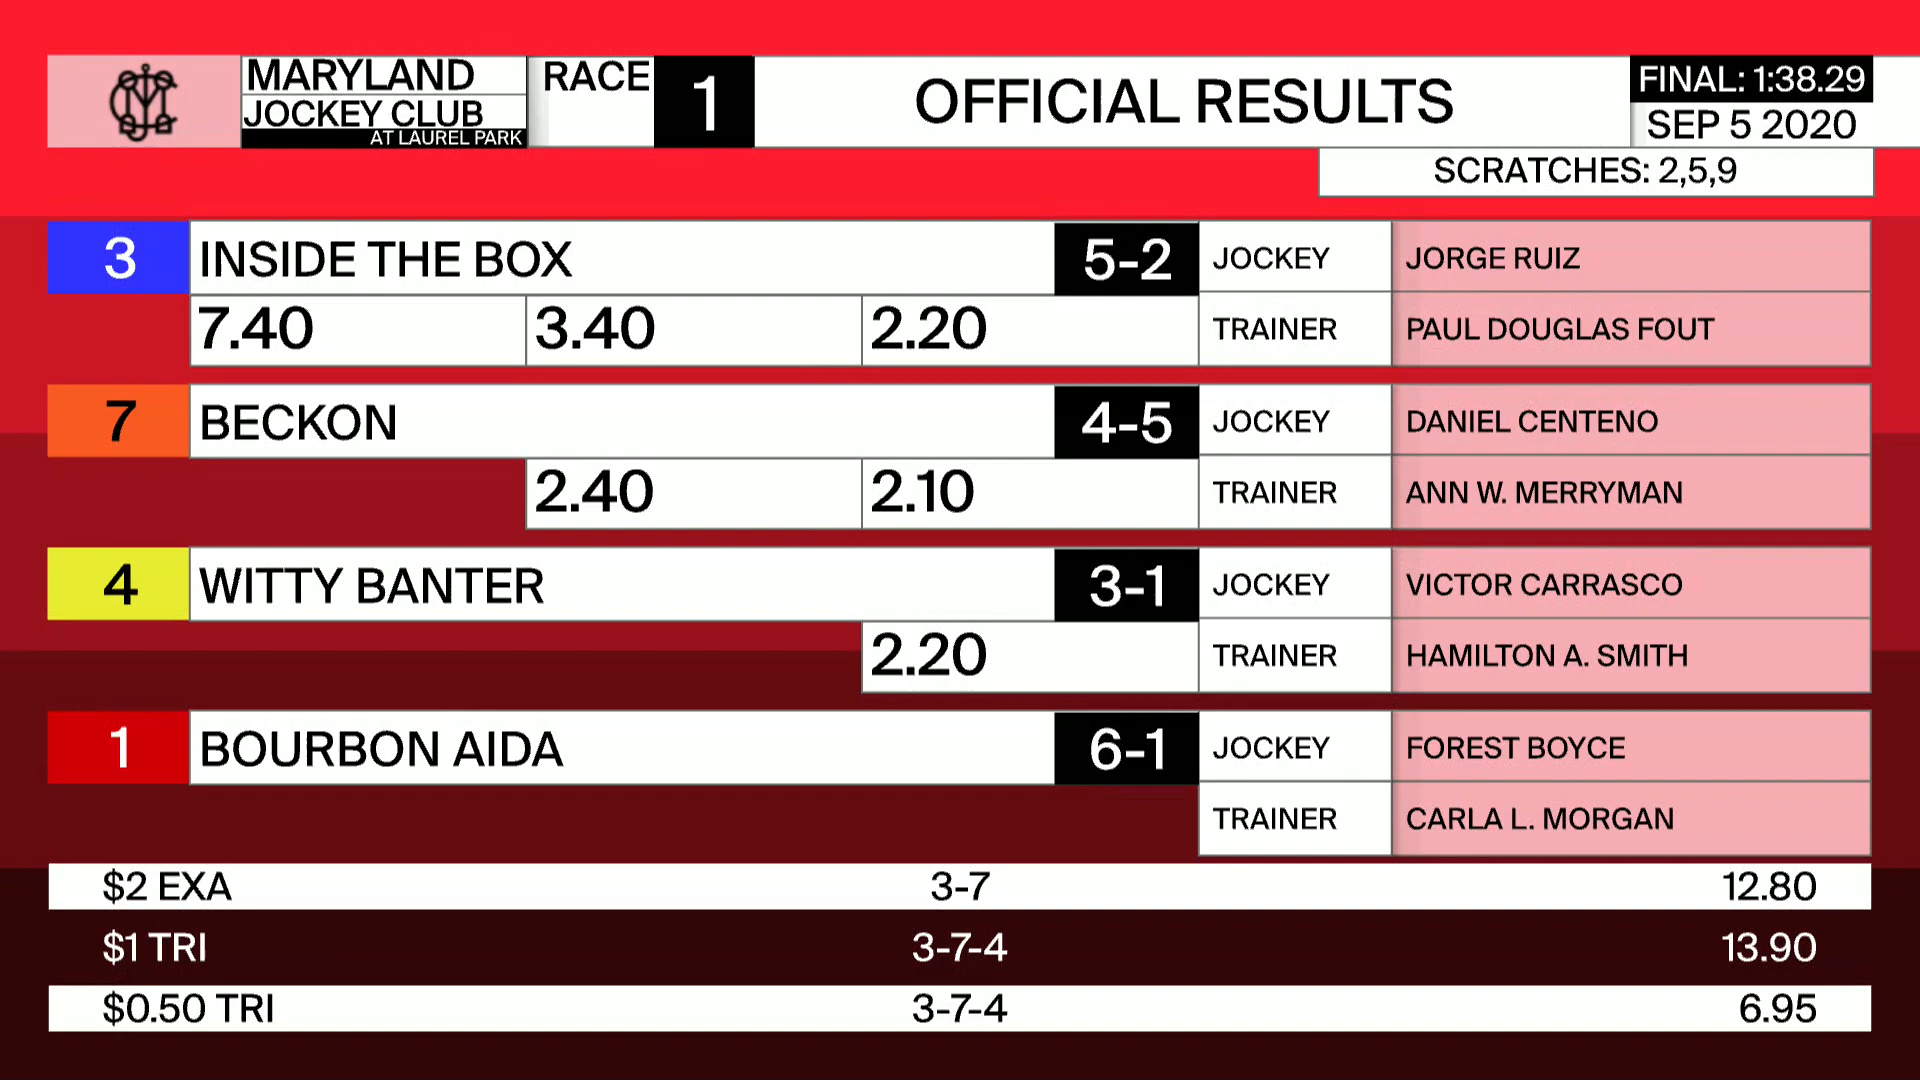 MARYLAND
JOCKEY CLUB
AT LAUREL PARK
RACE 1
OFFICIAL RESULTS
FINAL: 1:38.29
SEP 5 2020
SCRATCHES: 2,5,9
3 INSIDE THE BOX 5-2 JOCKEY JORGE RUIZ
7.40 3.40 2.20 TRAINER PAUL DOUGLAS FOUT
7 BECKON 4-5 JOCKEY DANIEL CENTENO
2.40 2.10 TRAINER ANN W. MERRYMAN
4 WITTY BANTER 3-1 JOCKEY VICTOR CARRASCO
2.20 TRAINER HAMILTON A. SMITH
1 BOURBON AIDA 6-1 JOCKEY FOREST BOYCE
TRAINER CARLA L. MORGAN
$2 EXA 3-7 12.80
$1 TRI 3-7-4 13.90
$0.50 TRI 3-7-4 6.95